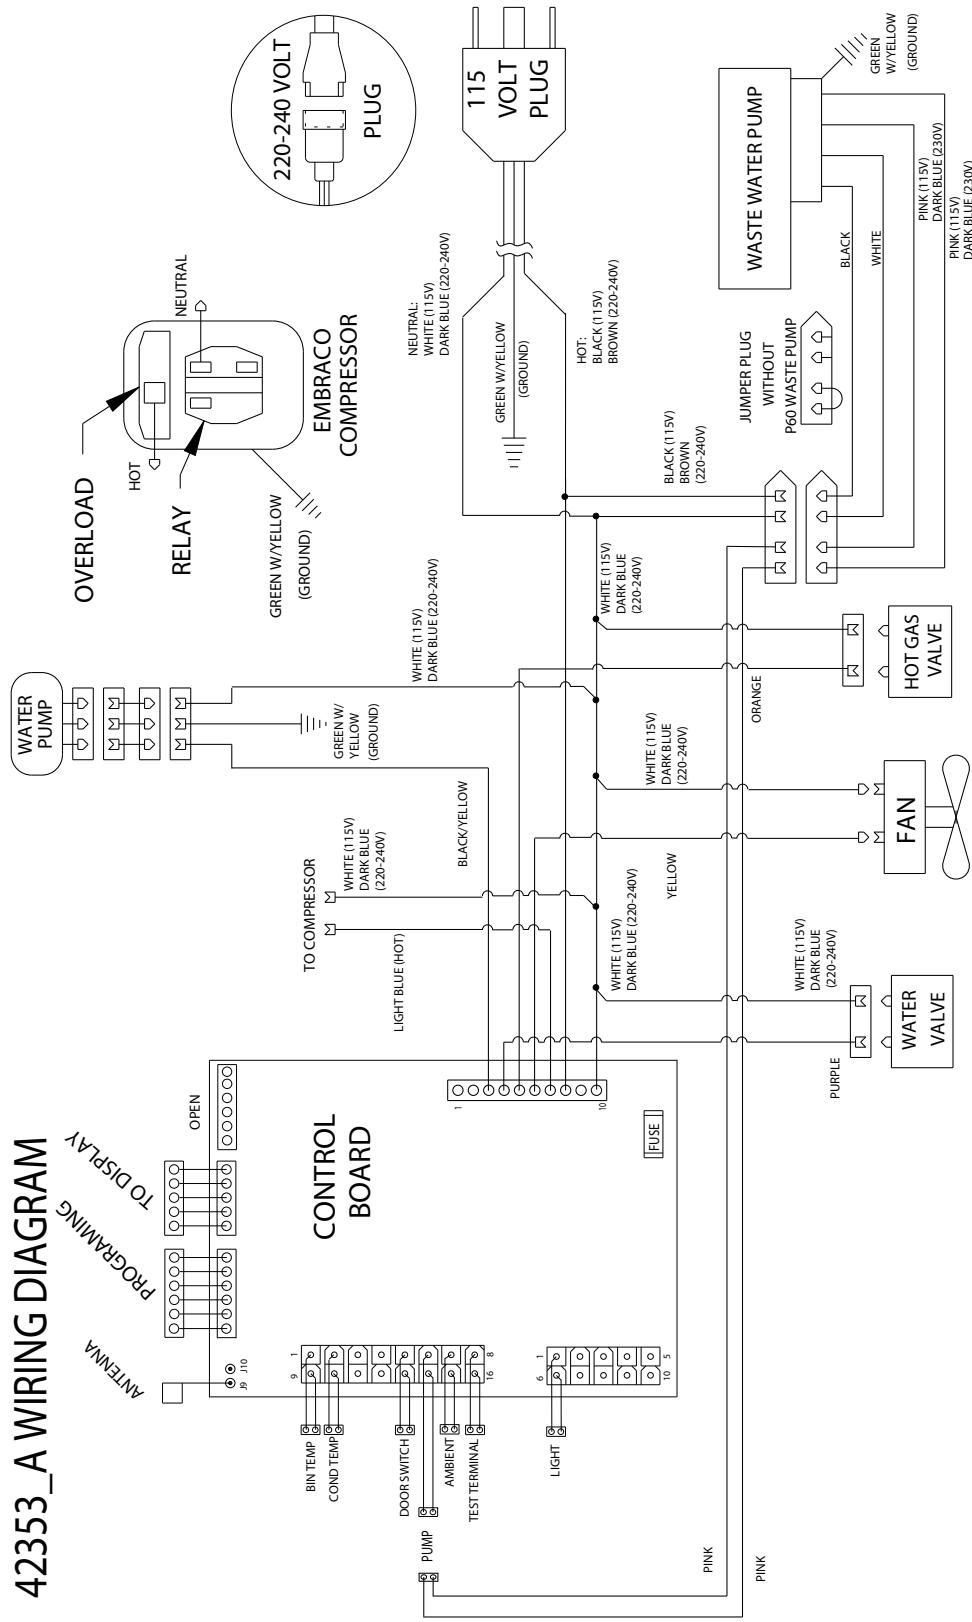 42353_A WIRING DIAGRAM
ANTENNA
PROGRAMING
TO DISPLAY
OPEN
J9
J10
CONTROL
BOARD
FUSE
1
10
9
1
16
8
6
1
10
5
BIN TEMP
COND TEMP
DOOR SWITCH
PUMP
AMBIENT
TEST TERMINAL
LIGHT
PINK
PINK
WATER
PUMP
WHITE (115V)
DARK BLUE (220-240V)
GREEN W/
YELLOW
(GROUND)
BLACK/YELLOW
TO COMPRESSOR
WHITE (115V)
DARK BLUE
(220-240V)
LIGHT BLUE (HOT)
OVERLOAD
RELAY
HOT
NEUTRAL
EMBRACO
COMPRESSOR
GREEN W/YELLOW
(GROUND)
220-240 VOLT
PLUG
115
VOLT
PLUG
NEUTRAL:
WHITE (115V)
DARK BLUE (220-240V)
GREEN W/YELLOW
(GROUND)
HOT:
BLACK (115V)
BROWN (220-240V)
BLACK (115V)
BROWN
(220-240V)
WHITE (115V)
DARK BLUE
(220-240V)
WHITE (115V)
DARK BLUE
(220-240V)
WHITE (115V)
DARK BLUE (220-240V)
ORANGE
YELLOW
PURPLE
WHITE (115V)
DARK BLUE
(220-240V)
WATER
VALVE
FAN
HOT GAS
VALVE
JUMPER PLUG
WITHOUT
P60 WASTE PUMP
WASTE WATER PUMP
BLACK
WHITE
PINK (115V)
DARK BLUE (230V)
PINK (115V)
DARK BLUE (230V)
GREEN
W/YELLOW
(GROUND)